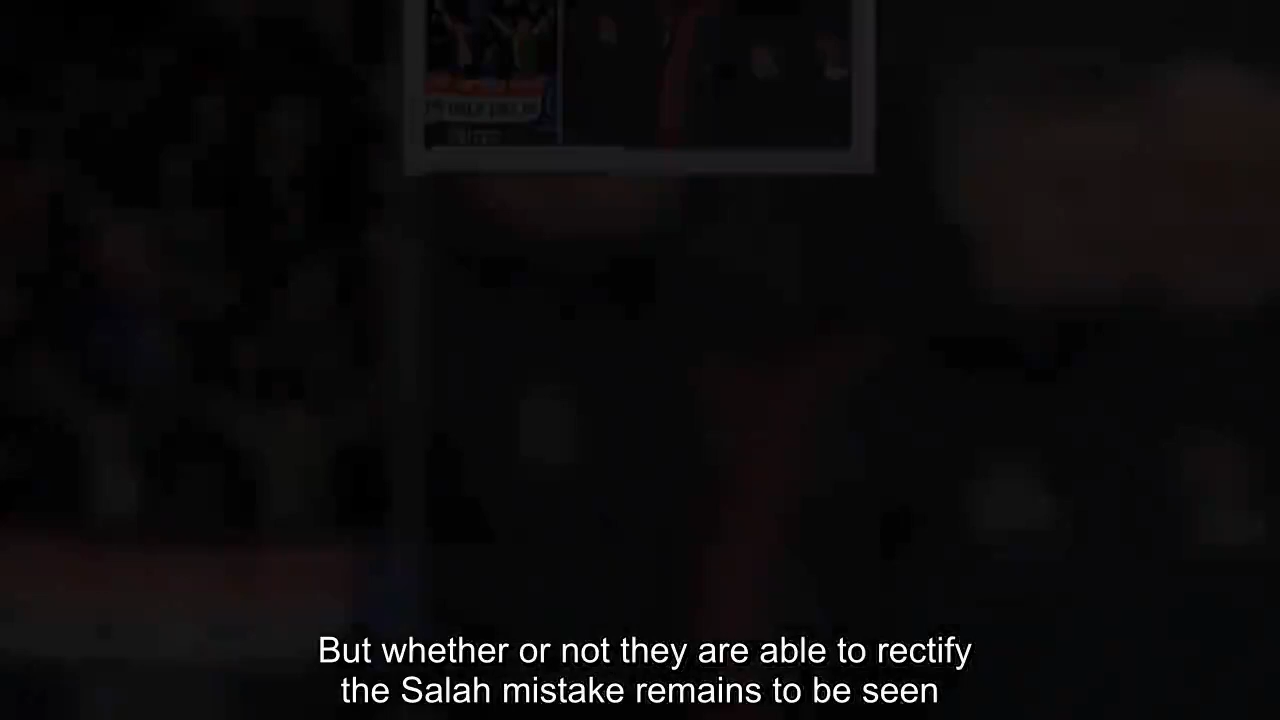 But whether or not they are able to rectify
the Salah mistake remains to be seen